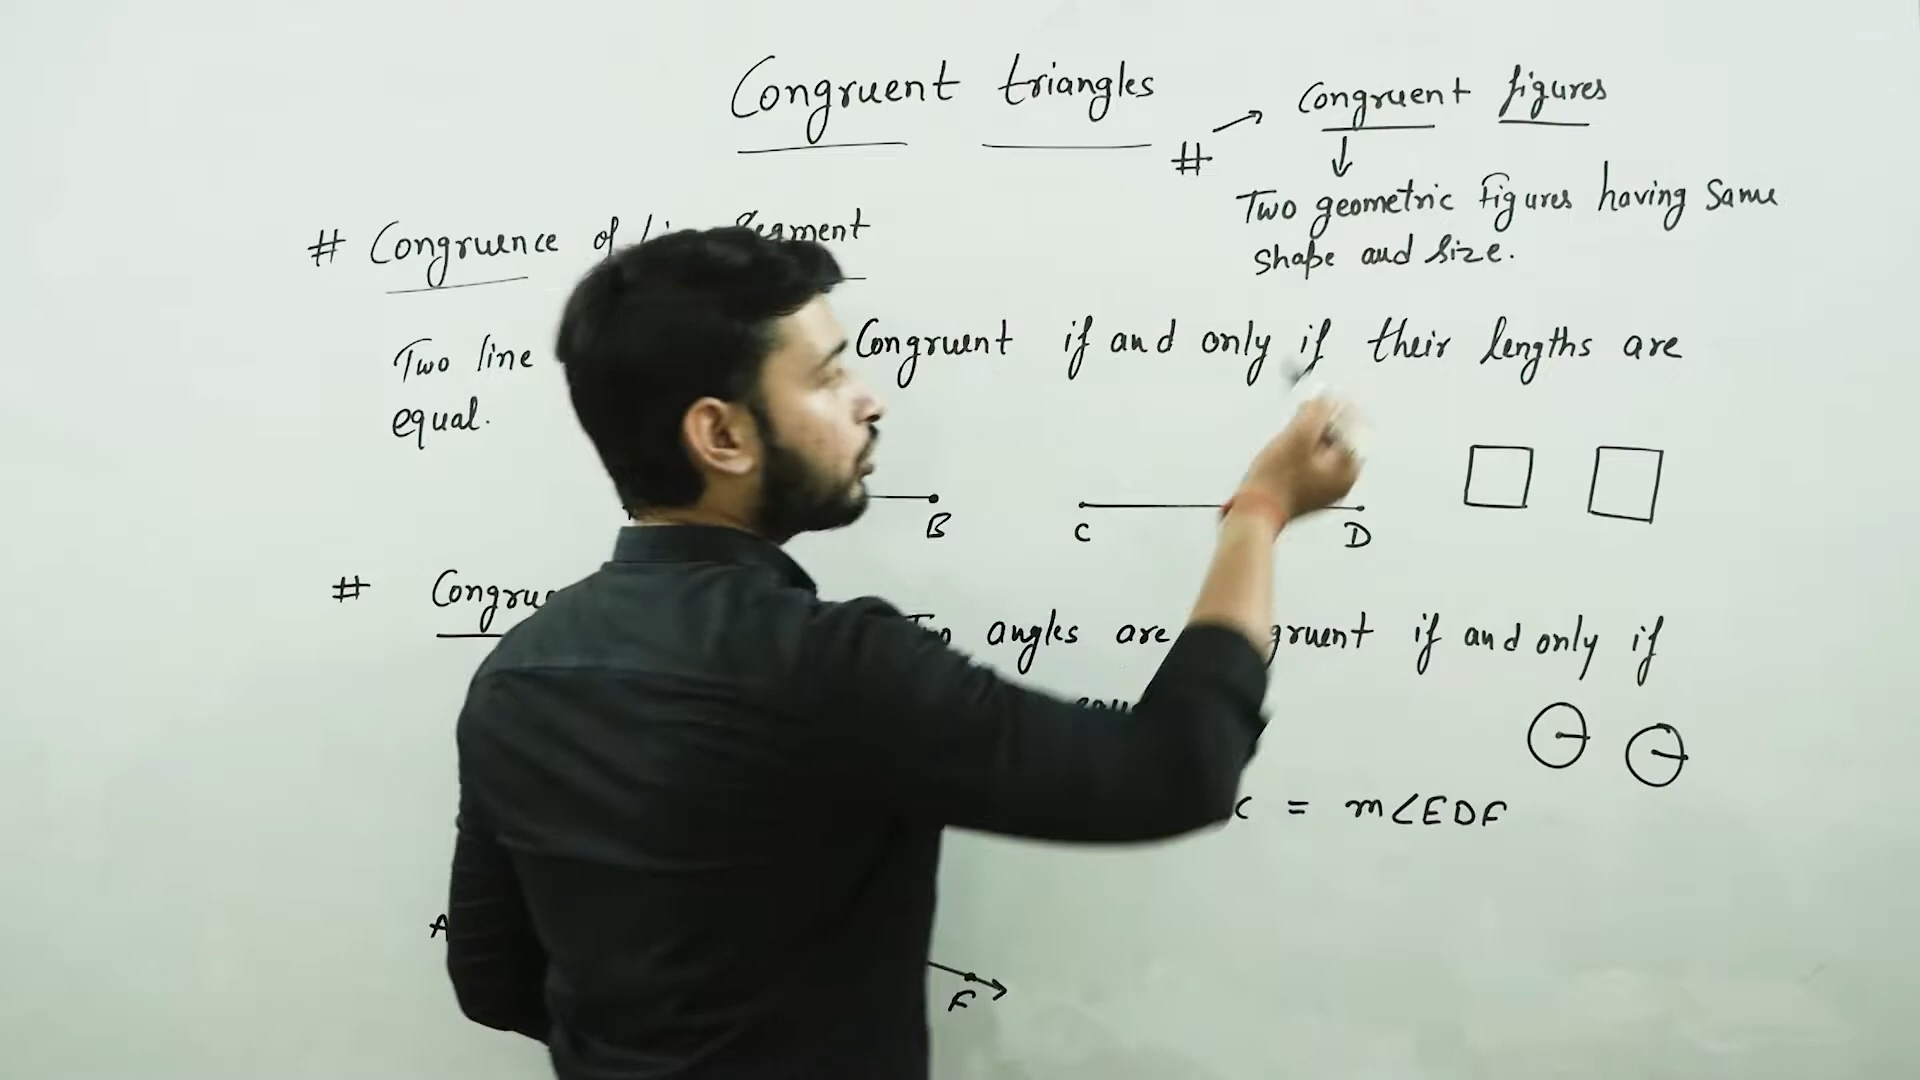 Congruent triangles
# → Congruent figures
↓
Two geometric Figures having same
shape and size.
# Congruence of Segment
Two line Congruent if and only if their lengths are
equal.
B C D
# angles are if and only if
= m∠EDF
A
F